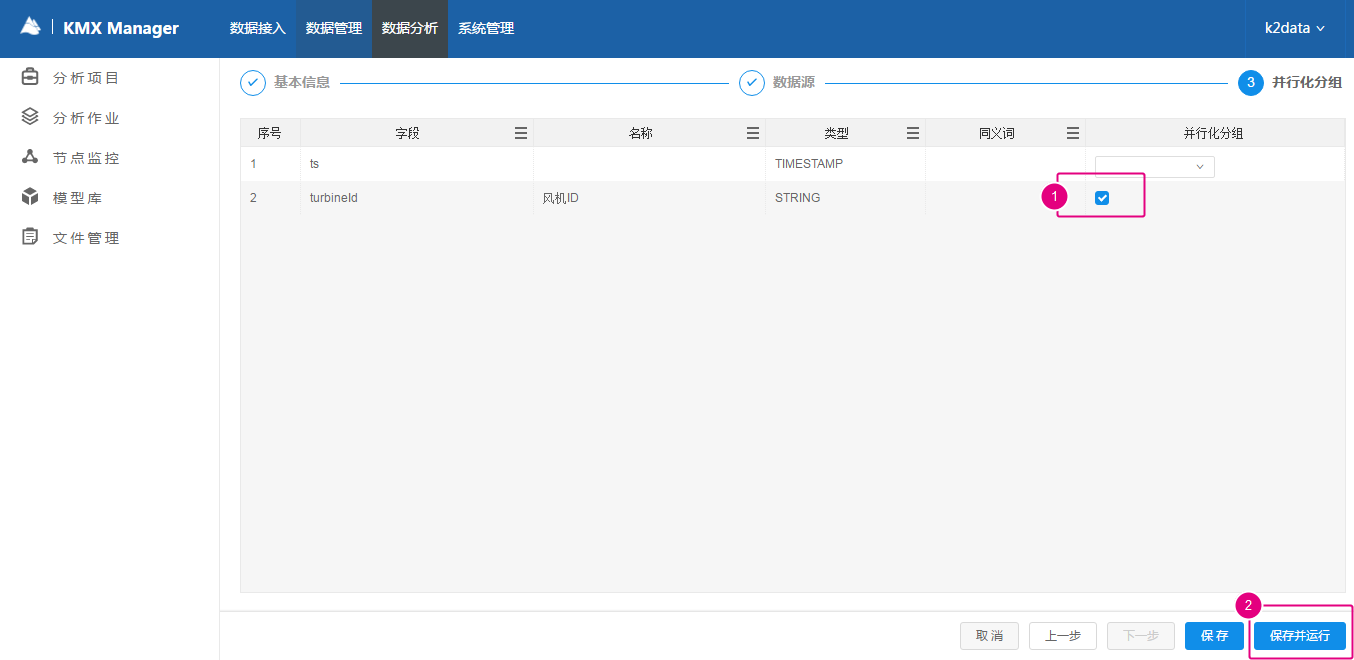 KMX Manager 数据接入 数据管理 数据分析 系统管理 k2data
分析项目
分析作业
节点监控
模型库
文件管理
基本信息 数据源 3 并行化分组
序号 字段 名称 类型 同义词 并行化分组
1 ts TIMESTAMP
2 turbineId 风机ID STRING 1
2
取消 上一步 下一步 保存 保存并运行